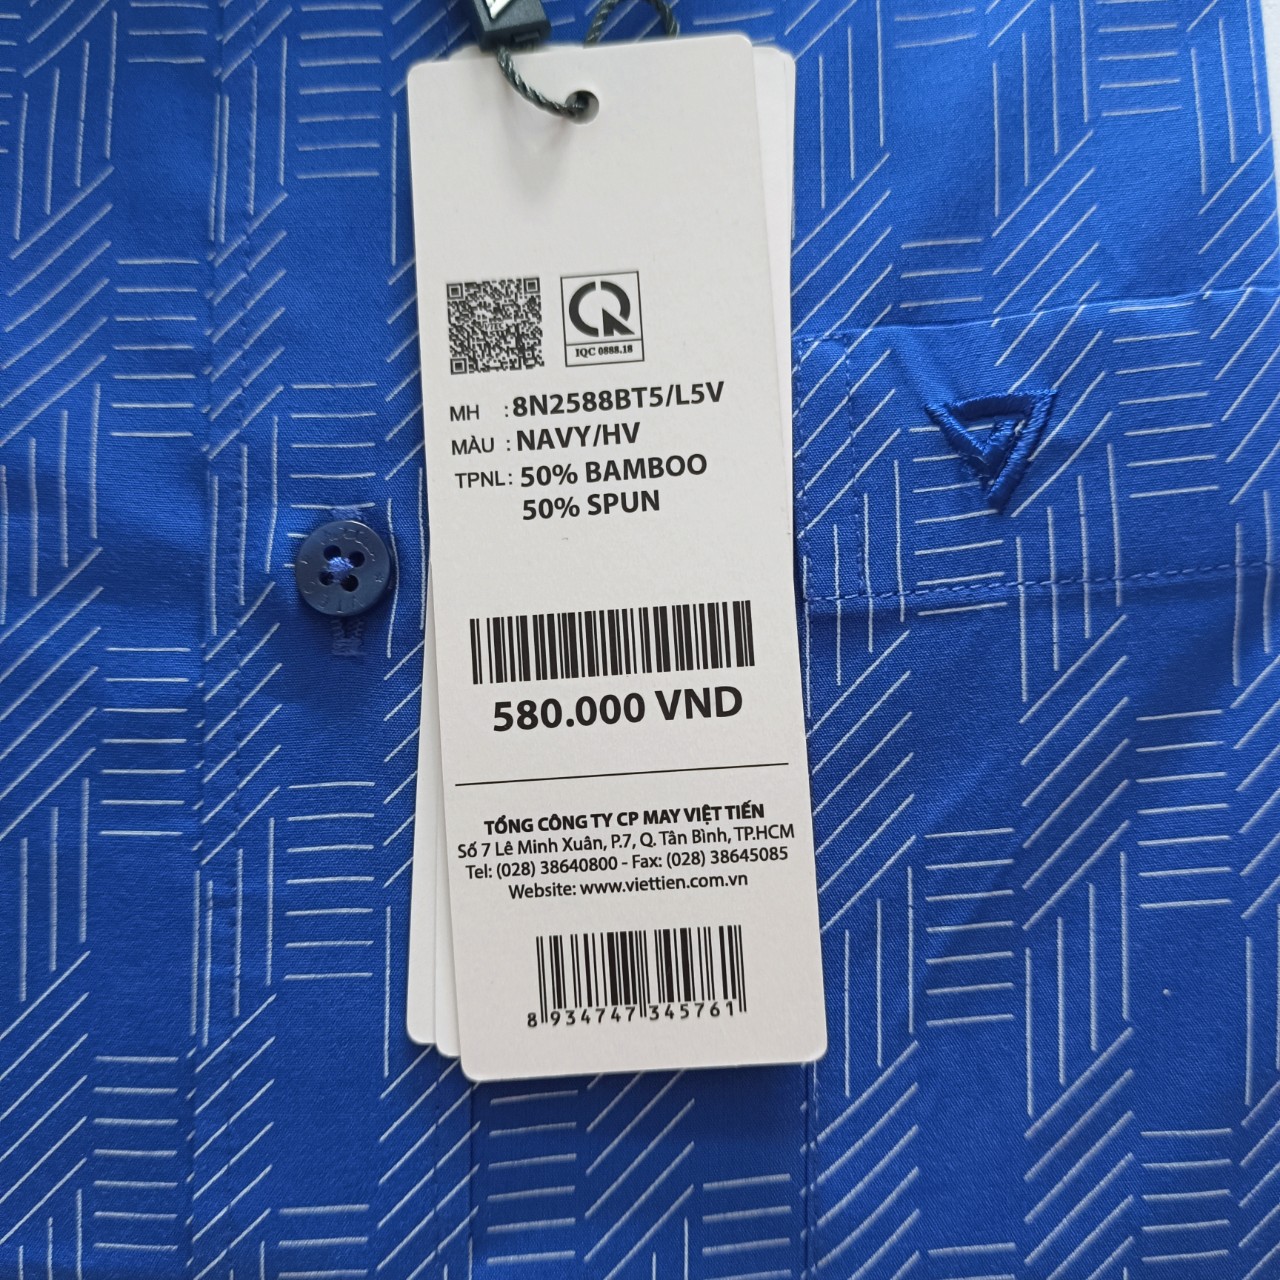 IQC 0888.18
MH : 8N2588BT5/L5V
MÀU : NAVY/HV
TPNL: 50% BAMBOO
50% SPUN
580.000 VND
TỔNG CÔNG TY CP MAY VIỆT TIẾN
Số 7 Lê Minh Xuân, P.7, Q. Tân Bình, TP.HCM
Tel: (028) 38640800 - Fax: (028) 38645085
Website: www.viettien.com.vn
8 934747 345761